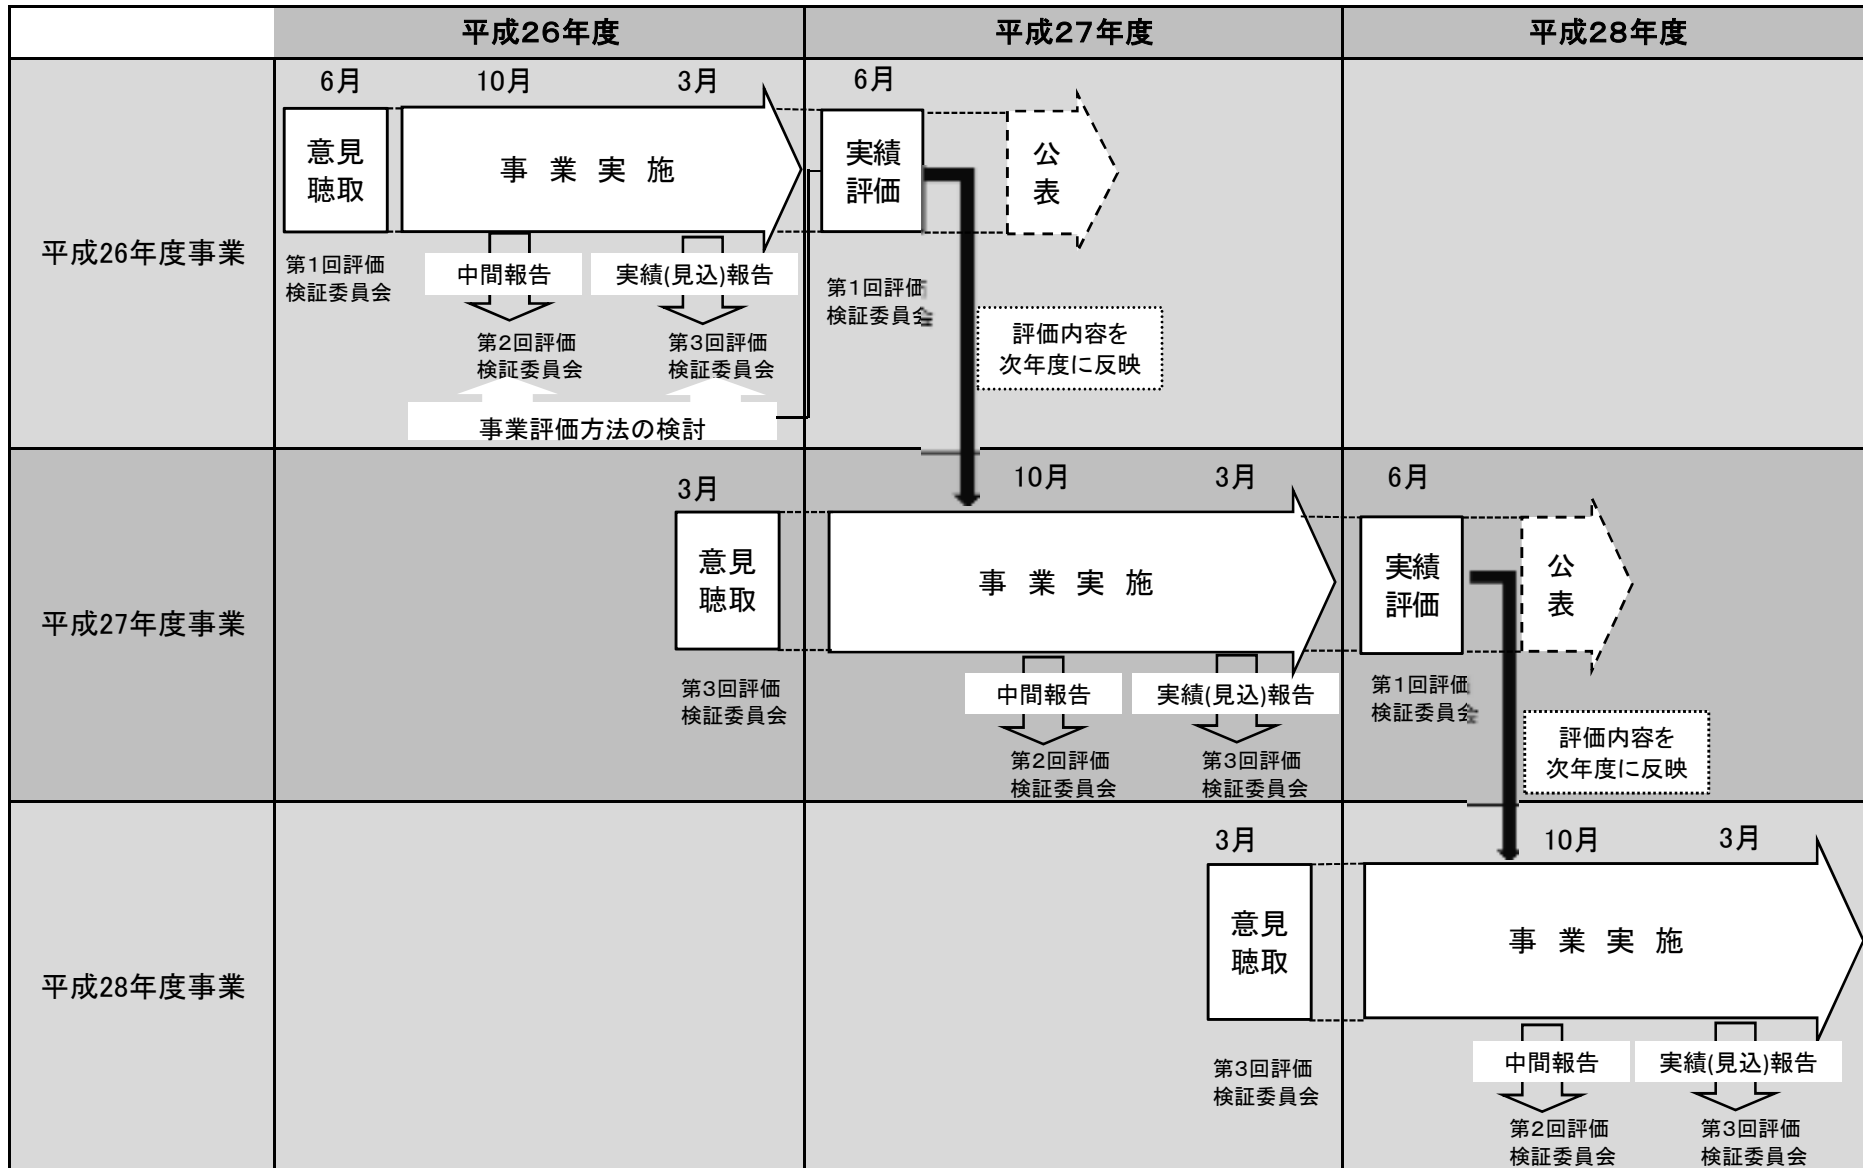 平成26年度
平成27年度
平成28年度
平成26年度事業
6月
10月
3月
6月
意見
聴取
事業実施
実績
評価
公
表
第1回評価
検証委員会
中間報告
実績(見込)報告
第2回評価
検証委員会
第3回評価
検証委員会
事業評価方法の検討
第1回評価
検証委員会
評価内容を
次年度に反映
平成27年度事業
3月
10月
3月
6月
意見
聴取
事業実施
実績
評価
公
表
第3回評価
検証委員会
中間報告
実績(見込)報告
第2回評価
検証委員会
第3回評価
検証委員会
第1回評価
検証委員会
評価内容を
次年度に反映
平成28年度事業
3月
10月
3月
意見
聴取
事業実施
第3回評価
検証委員会
中間報告
実績(見込)報告
第2回評価
検証委員会
第3回評価
検証委員会